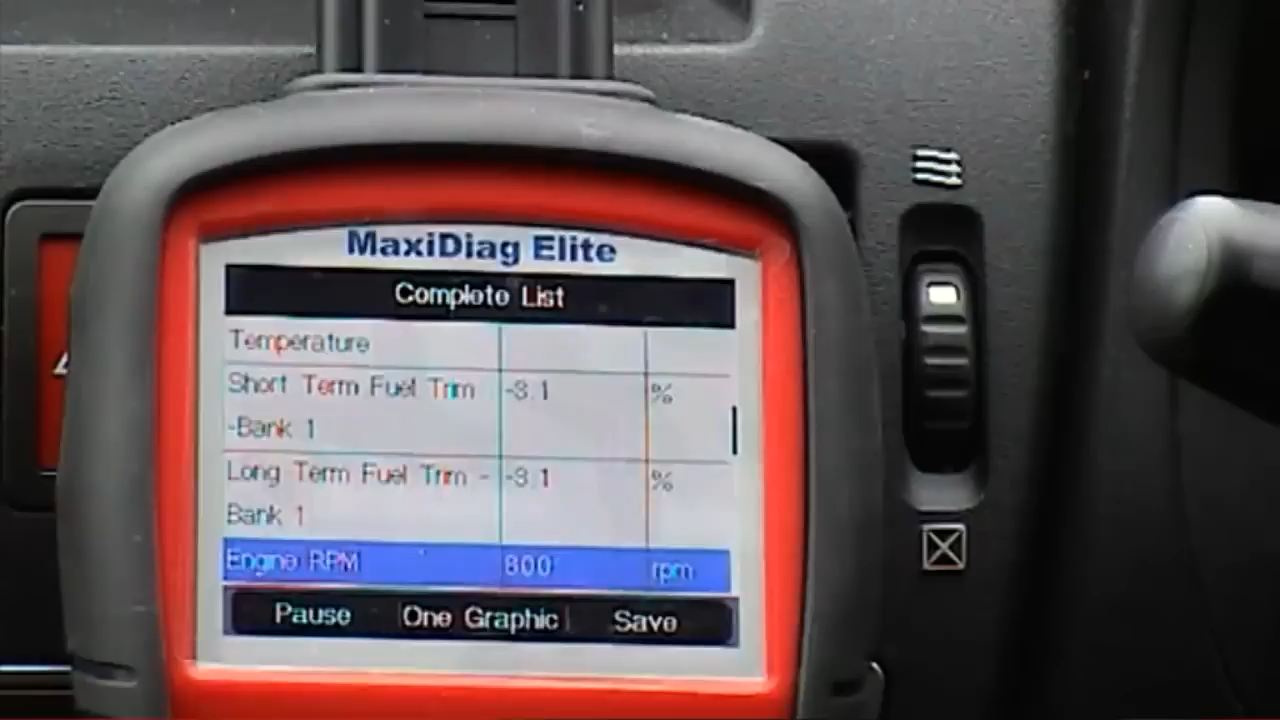 MaxiDiag Elite
Complete List
Temperature
Short Term Fuel Trim -3.1 %
-Bank 1
Long Term Fuel Trim - -3.1 %
Bank 1
Engine RPM 800 rpm
Pause One Graphic Save